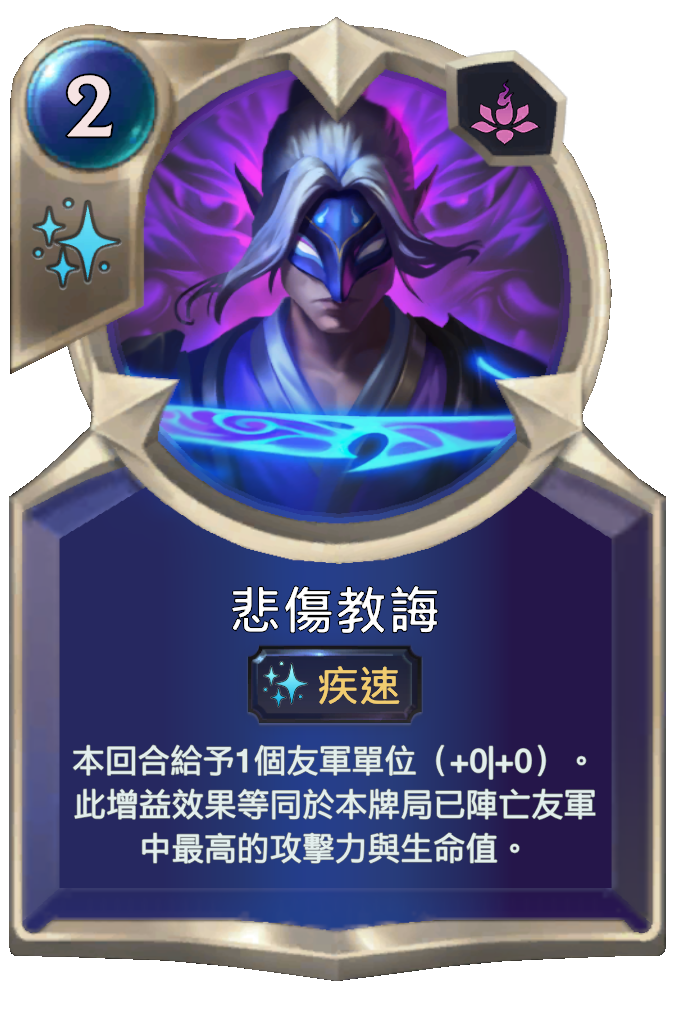 2
悲傷教誨
疾速
本回合給予1個友軍單位（+0|+0）。
此增益效果等同於本牌局已陣亡友軍
中最高的攻擊力與生命值。